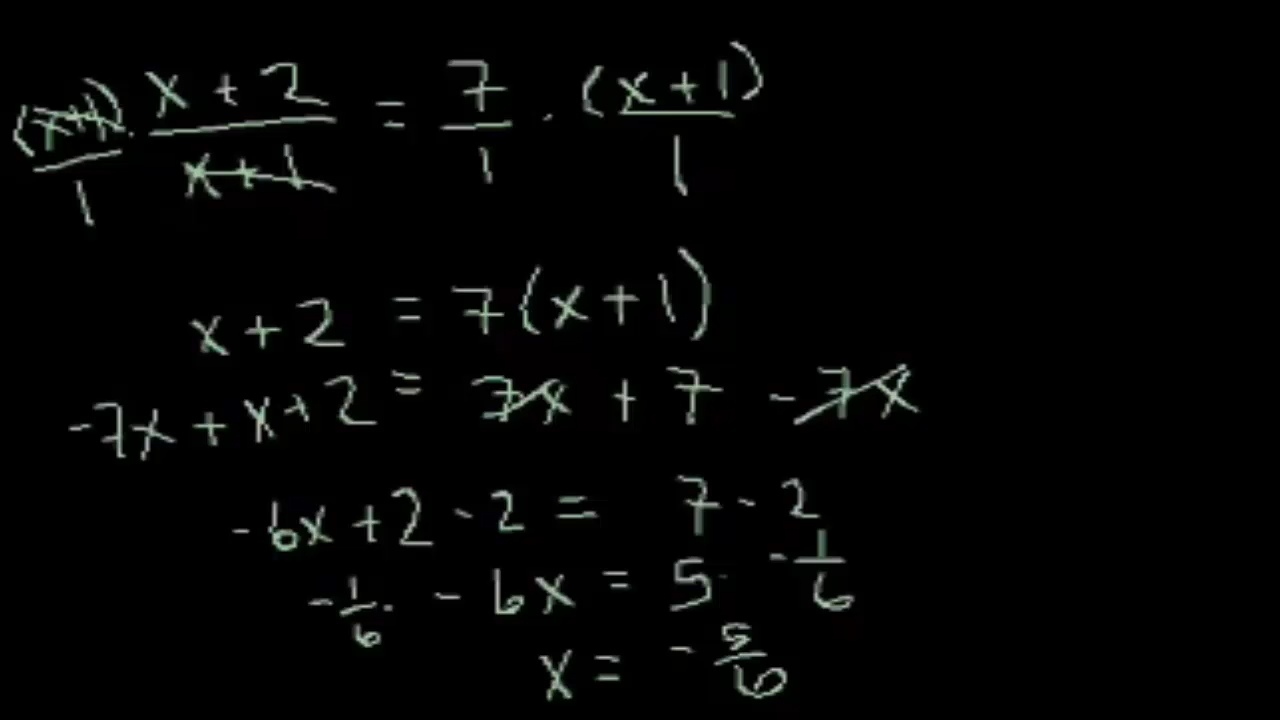 (x+1)/1 · (x+2)/(x+1) = 7/1 · (x+1)/1
x+2 = 7(x+1)
-7x+x+2 = 7x + 7 - 7x
-6x+2-2 = 7-2
-1/6 · -6x = 5 · -1/6
x = -5/6